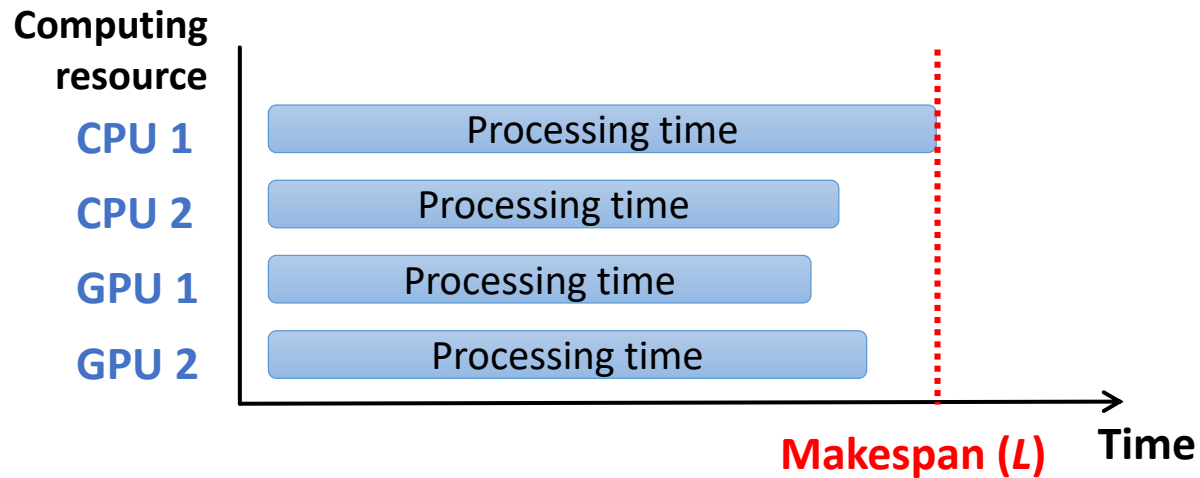 Computing
resource
CPU 1
Processing time
CPU 2
Processing time
GPU 1
Processing time
GPU 2
Processing time
Makespan (L)
Time